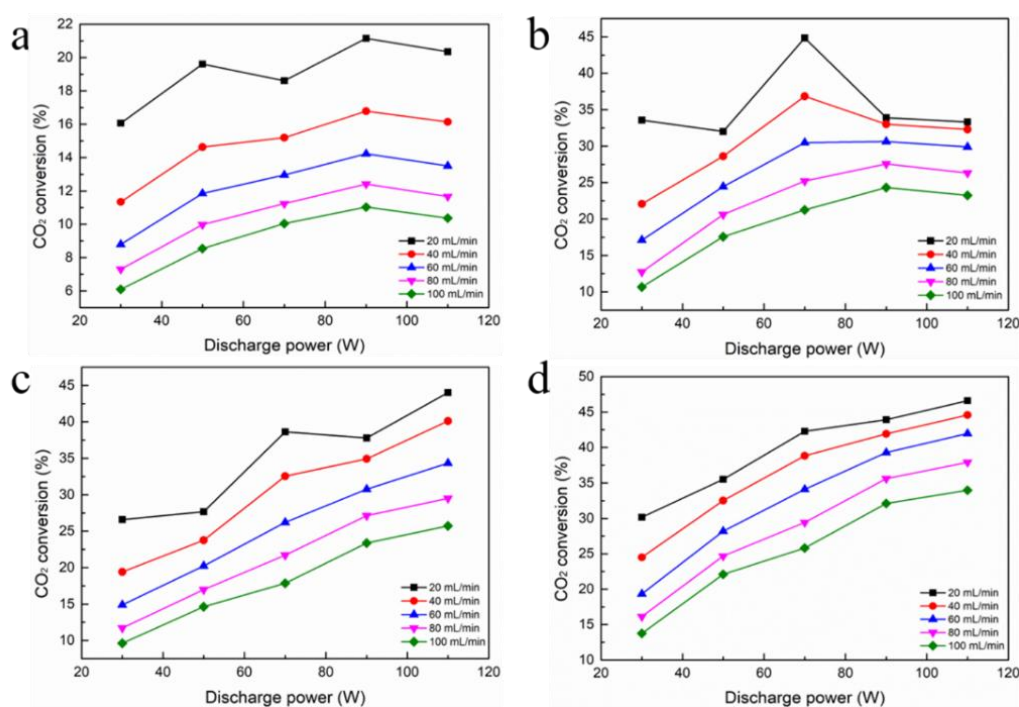 a
22
20
18
16
14
12
10
8
6
CO₂ conversion (%)
20 40 60 80 100 120
Discharge power (W)
20 mL/min
40 mL/min
60 mL/min
80 mL/min
100 mL/min
b
45
40
35
30
25
20
15
10
CO₂ conversion (%)
20 40 60 80 100 120
Discharge power (W)
20 mL/min
40 mL/min
60 mL/min
80 mL/min
100 mL/min
c
45
40
35
30
25
20
15
10
CO₂ conversion (%)
20 40 60 80 100 120
Discharge power (W)
20 mL/min
40 mL/min
60 mL/min
80 mL/min
100 mL/min
d
50
45
40
35
30
25
20
15
10
CO₂ conversion (%)
20 40 60 80 100 120
Discharge power (W)
20 mL/min
40 mL/min
60 mL/min
80 mL/min
100 mL/min